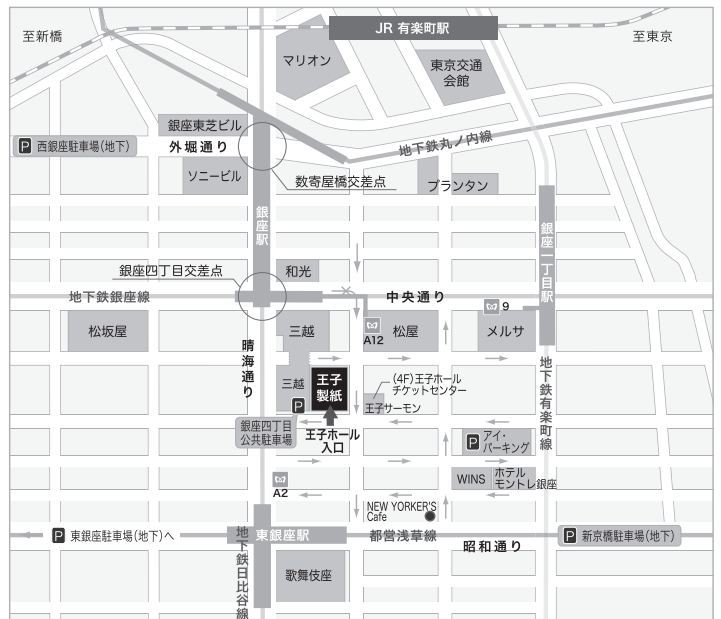 JR 有楽町駅
至新橋
至東京
マリオン
東京交通
会館
銀座東芝ビル
P 西銀座駐車場(地下)
外堀通り
地下鉄丸ノ内線
ソニービル
数寄屋橋交差点
プランタン
銀座駅
銀座一丁目駅
銀座四丁目交差点
和光
地下鉄銀座線
中央通り
9
松坂屋
三越
A12
松屋
メルサ
晴海通り
三越
P
王子
製紙
(4F)王子ホール
チケットセンター
王子サーモン
地下鉄有楽町線
銀座四丁目
公共駐車場
王子ホール
入口
P アイ・
パーキング
WINS
ホテル
モントレ銀座
A2
NEW YORKER'S
Cafe
P 東銀座駐車場(地下)へ
東銀座駅
都営浅草線
昭和通り
P 新京橋駐車場(地下)
地下鉄日比谷線
歌舞伎座